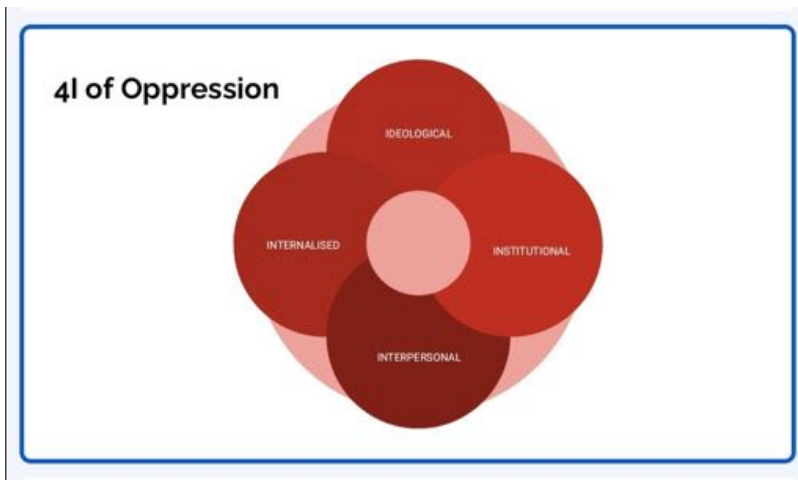 4I of Oppression
IDEOLOGICAL
INTERNALISED
INSTITUTIONAL
INTERPERSONAL